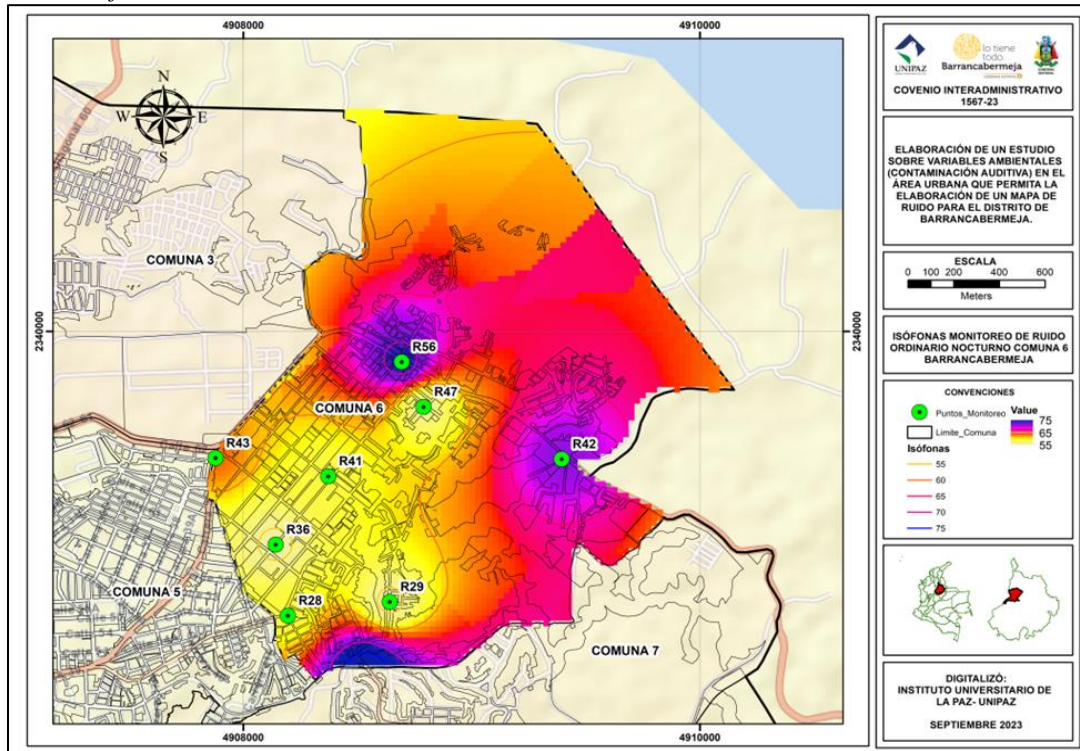 4908000
4910000
2340000
2340000
N
W
E
S
COMUNA 3
R56
R47
COMUNA 6
R43
R42
R41
R36
R29
R28
COMUNA 5
COMUNA 7
4908000
4910000
UNIPAZ
lo tiene
todo
Barrancabermeja
COVENIO INTERADMINISTRATIVO
1567-23
ELABORACIÓN DE UN ESTUDIO
SOBRE VARIABLES AMBIENTALES
(CONTAMINACIÓN AUDITIVA) EN EL
ÁREA URBANA QUE PERMITA LA
ELABORACIÓN DE UN MAPA DE
RUIDO PARA EL DISTRITO DE
BARRANCABERMEJA.
ESCALA
0 100 200 400 600
Meters
ISÓFONAS MONITOREO DE RUIDO
ORDINARIO NOCTURNO COMUNA 6
BARRANCABERMEJA
CONVENCIONES
Puntos_Monitoreo
Limite_Comuna
Value
75
65
55
Isófonas
55
60
65
70
75
DIGITALIZÓ:
INSTITUTO UNIVERSITARIO DE
LA PAZ- UNIPAZ
SEPTIEMBRE 2023